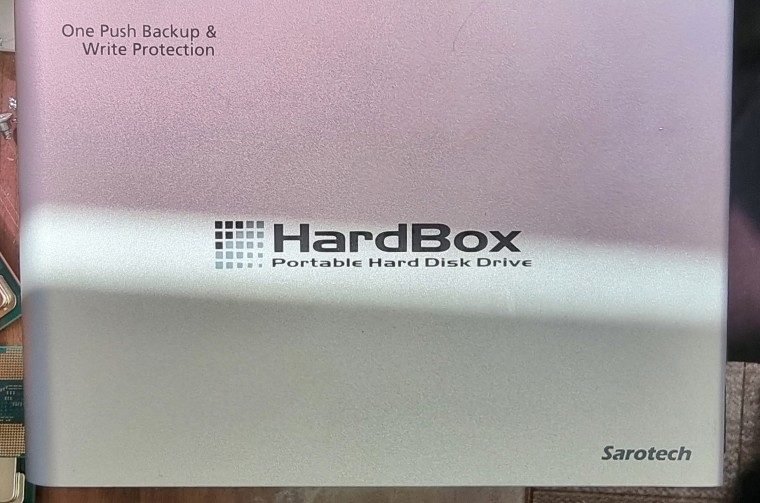 One Push Backup &
Write Protection
HardBox
Portable Hard Disk Drive
Sarotech